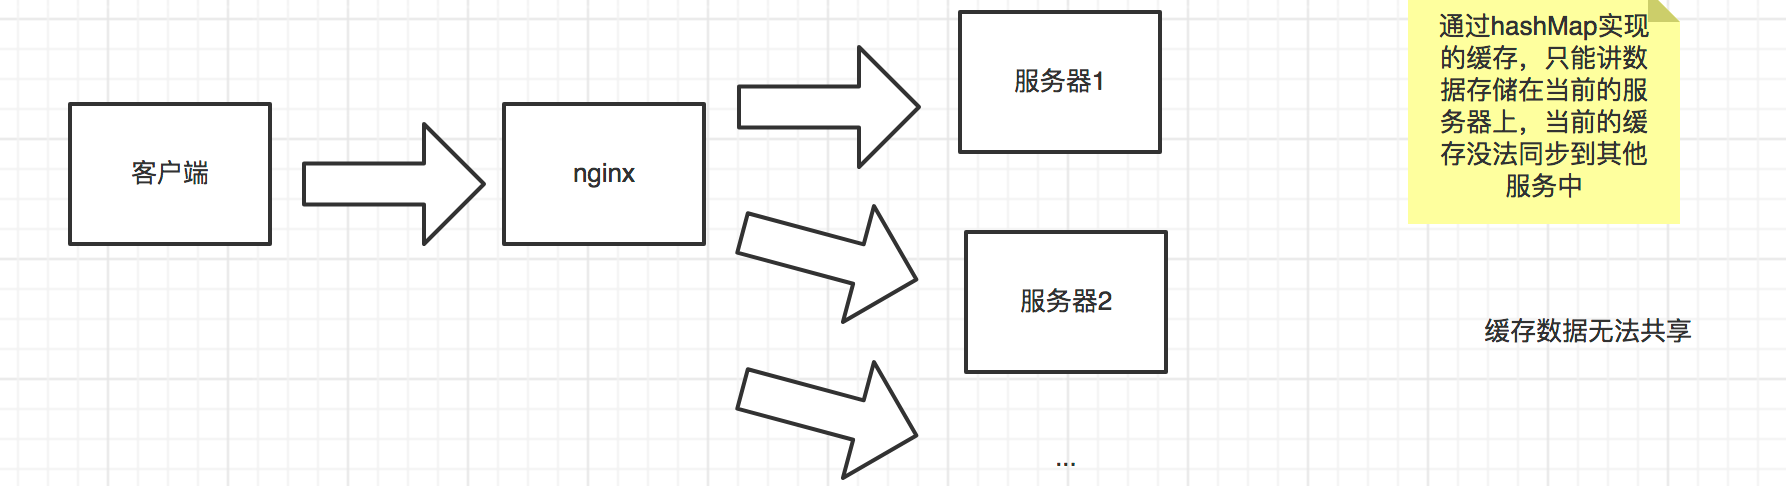 客户端
nginx
服务器1
服务器2
...
通过hashMap实现
的缓存，只能讲数
据存储在当前的服
务器上，当前的缓
存没法同步到其他
服务中
缓存数据无法共享